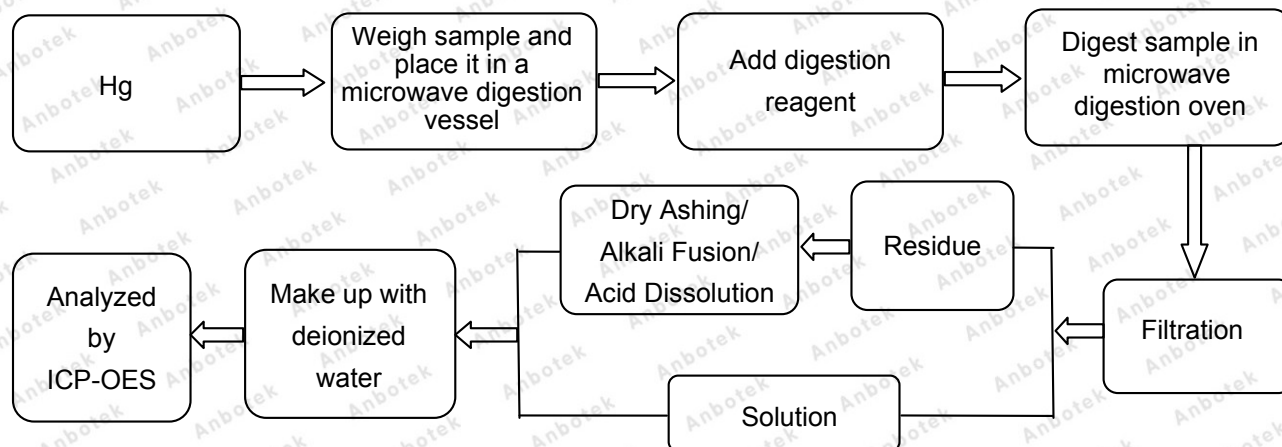 Hg
Weigh sample and
place it in a
microwave digestion
vessel
Add digestion
reagent
Digest sample in
microwave
digestion oven
Filtration
Residue
Dry Ashing/
Alkali Fusion/
Acid Dissolution
Solution
Make up with
deionized
water
Analyzed
by
ICP-OES
Anbotek